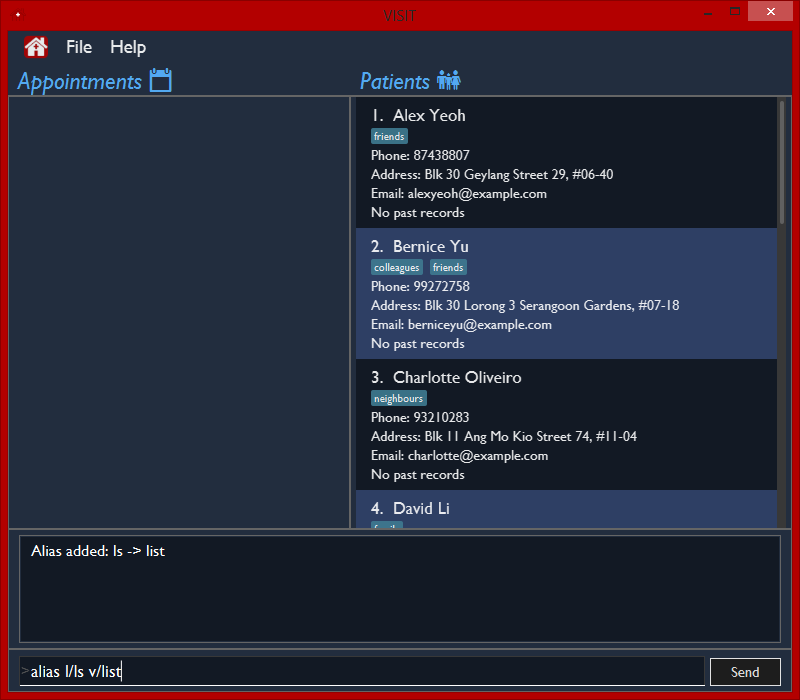 VISIT
File Help
Appointments
Patients
1. Alex Yeoh
friends
Phone: 87438807
Address: Blk 30 Geylang Street 29, #06-40
Email: alexyeoh@example.com
No past records
2. Bernice Yu
colleagues friends
Phone: 99272758
Address: Blk 30 Lorong 3 Serangoon Gardens, #07-18
Email: berniceyu@example.com
No past records
3. Charlotte Oliveiro
neighbours
Phone: 93210283
Address: Blk 11 Ang Mo Kio Street 74, #11-04
Email: charlotte@example.com
No past records
4. David Li
Alias added: ls -> list
>alias l/ls v/list
Send